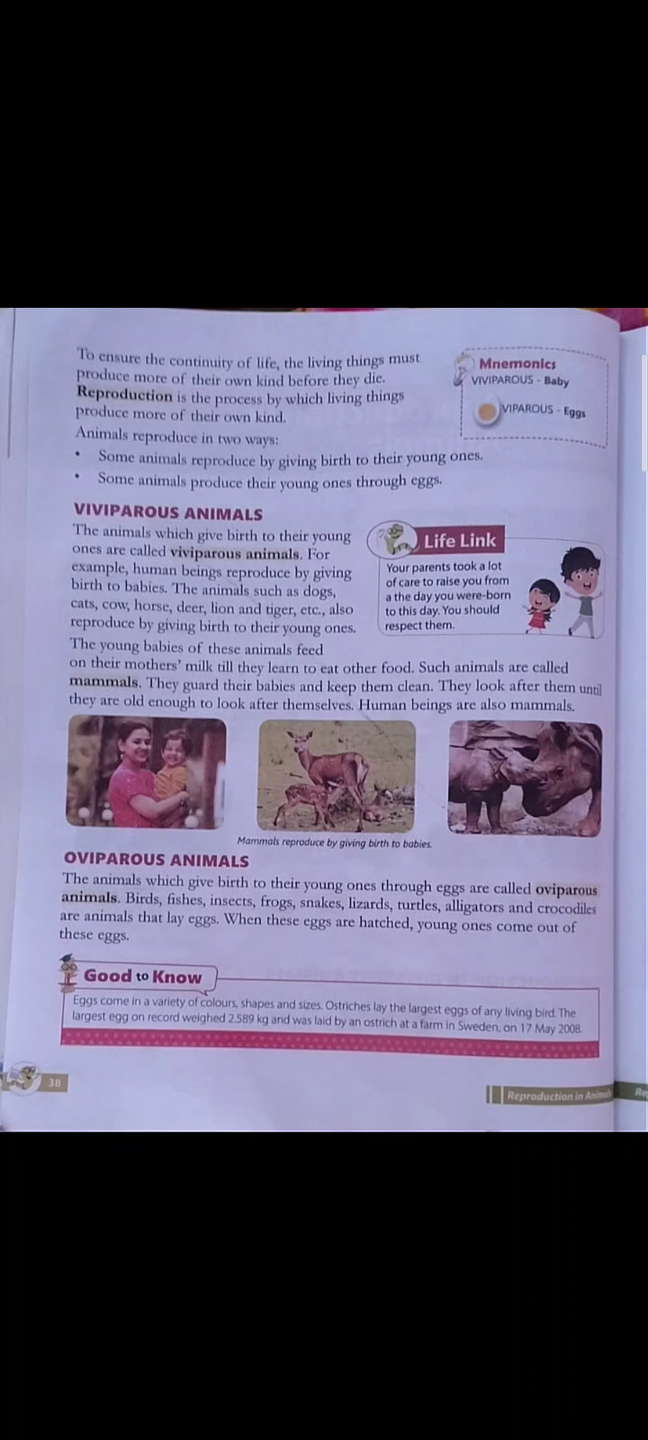 To ensure the continuity of life, the living things must
produce more of their own kind before they die.
Reproduction is the process by which living things
produce more of their own kind.
Animals reproduce in two ways:
• Some animals reproduce by giving birth to their young ones.
• Some animals produce their young ones through eggs.
Mnemonics
VIVIPAROUS - Baby
VIPAROUS - Eggs
VIVIPAROUS ANIMALS
The animals which give birth to their young
ones are called viviparous animals. For
example, human beings reproduce by giving
birth to babies. The animals such as dogs,
cats, cow, horse, deer, lion and tiger, etc., also
reproduce by giving birth to their young ones.
Life Link
Your parents took a lot
of care to raise you from
a the day you were-born
to this day. You should
respect them.
The young babies of these animals feed
on their mothers' milk till they learn to eat other food. Such animals are called
mammals. They guard their babies and keep them clean. They look after them until
they are old enough to look after themselves. Human beings are also mammals.
Mammals reproduce by giving birth to babies.
OVIPAROUS ANIMALS
The animals which give birth to their young ones through eggs are called oviparous
animals. Birds, fishes, insects, frogs, snakes, lizards, turtles, alligators and crocodiles
are animals that lay eggs. When these eggs are hatched, young ones come out of
these eggs.
Good to Know
Eggs come in a variety of colours, shapes and sizes. Ostriches lay the largest eggs of any living bird. The
largest egg on record weighed 2.589 kg and was laid by an ostrich at a farm in Sweden, on 17 May 2008.
38
Reproduction in Animals
Re